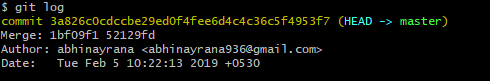 $ git log
commit 3a826c0cdccbe29ed0f4fee6d4c4c36c5f4953f7 (HEAD -> master)
Merge: 1bf09f1 52129fd
Author: abhinayrana <abhinayrana936@gmail.com>
Date:   Tue Feb 5 10:22:13 2019 +0530